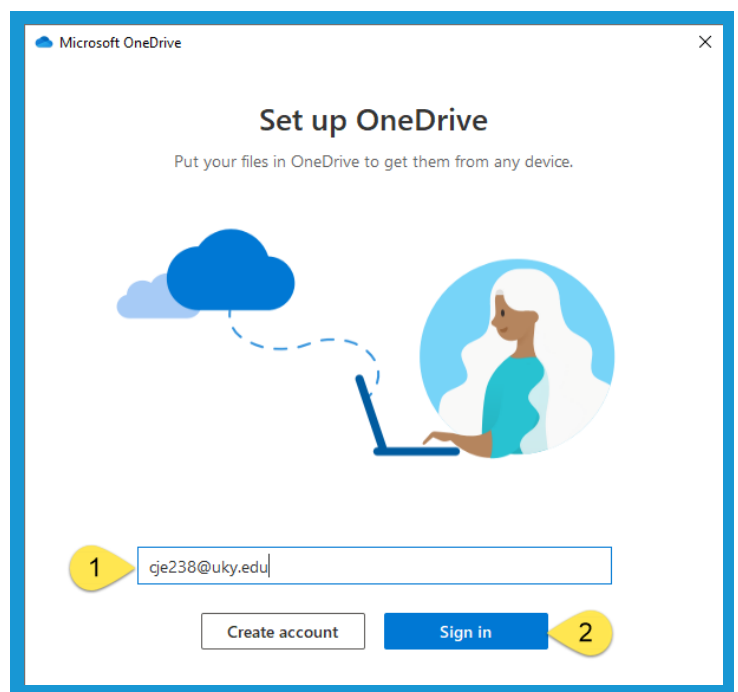 Microsoft OneDrive
Set up OneDrive
Put your files in OneDrive to get them from any device.
1
cje238@uky.edu
Create account
Sign in
2